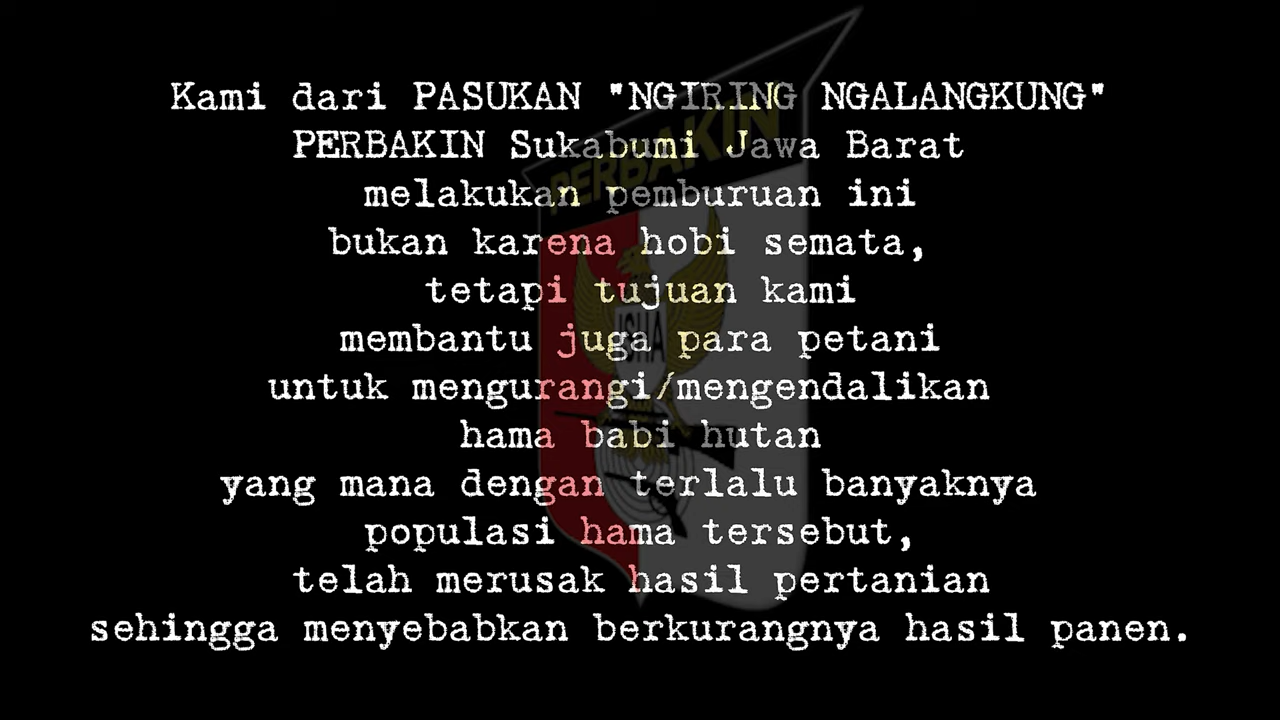 Kami dari PASUKAN "NGIRING NGALANGKUNG"
PERBAKIN Sukabumi Jawa Barat
melakukan pemburuan ini
bukan karena hobi semata,
tetapi tujuan kami
membantu juga para petani
untuk mengurangi/mengendalikan
hama babi hutan
yang mana dengan terlalu banyaknya
populasi hama tersebut,
telah merusak hasil pertanian
sehingga menyebabkan berkurangnya hasil panen.
PERBAKIN